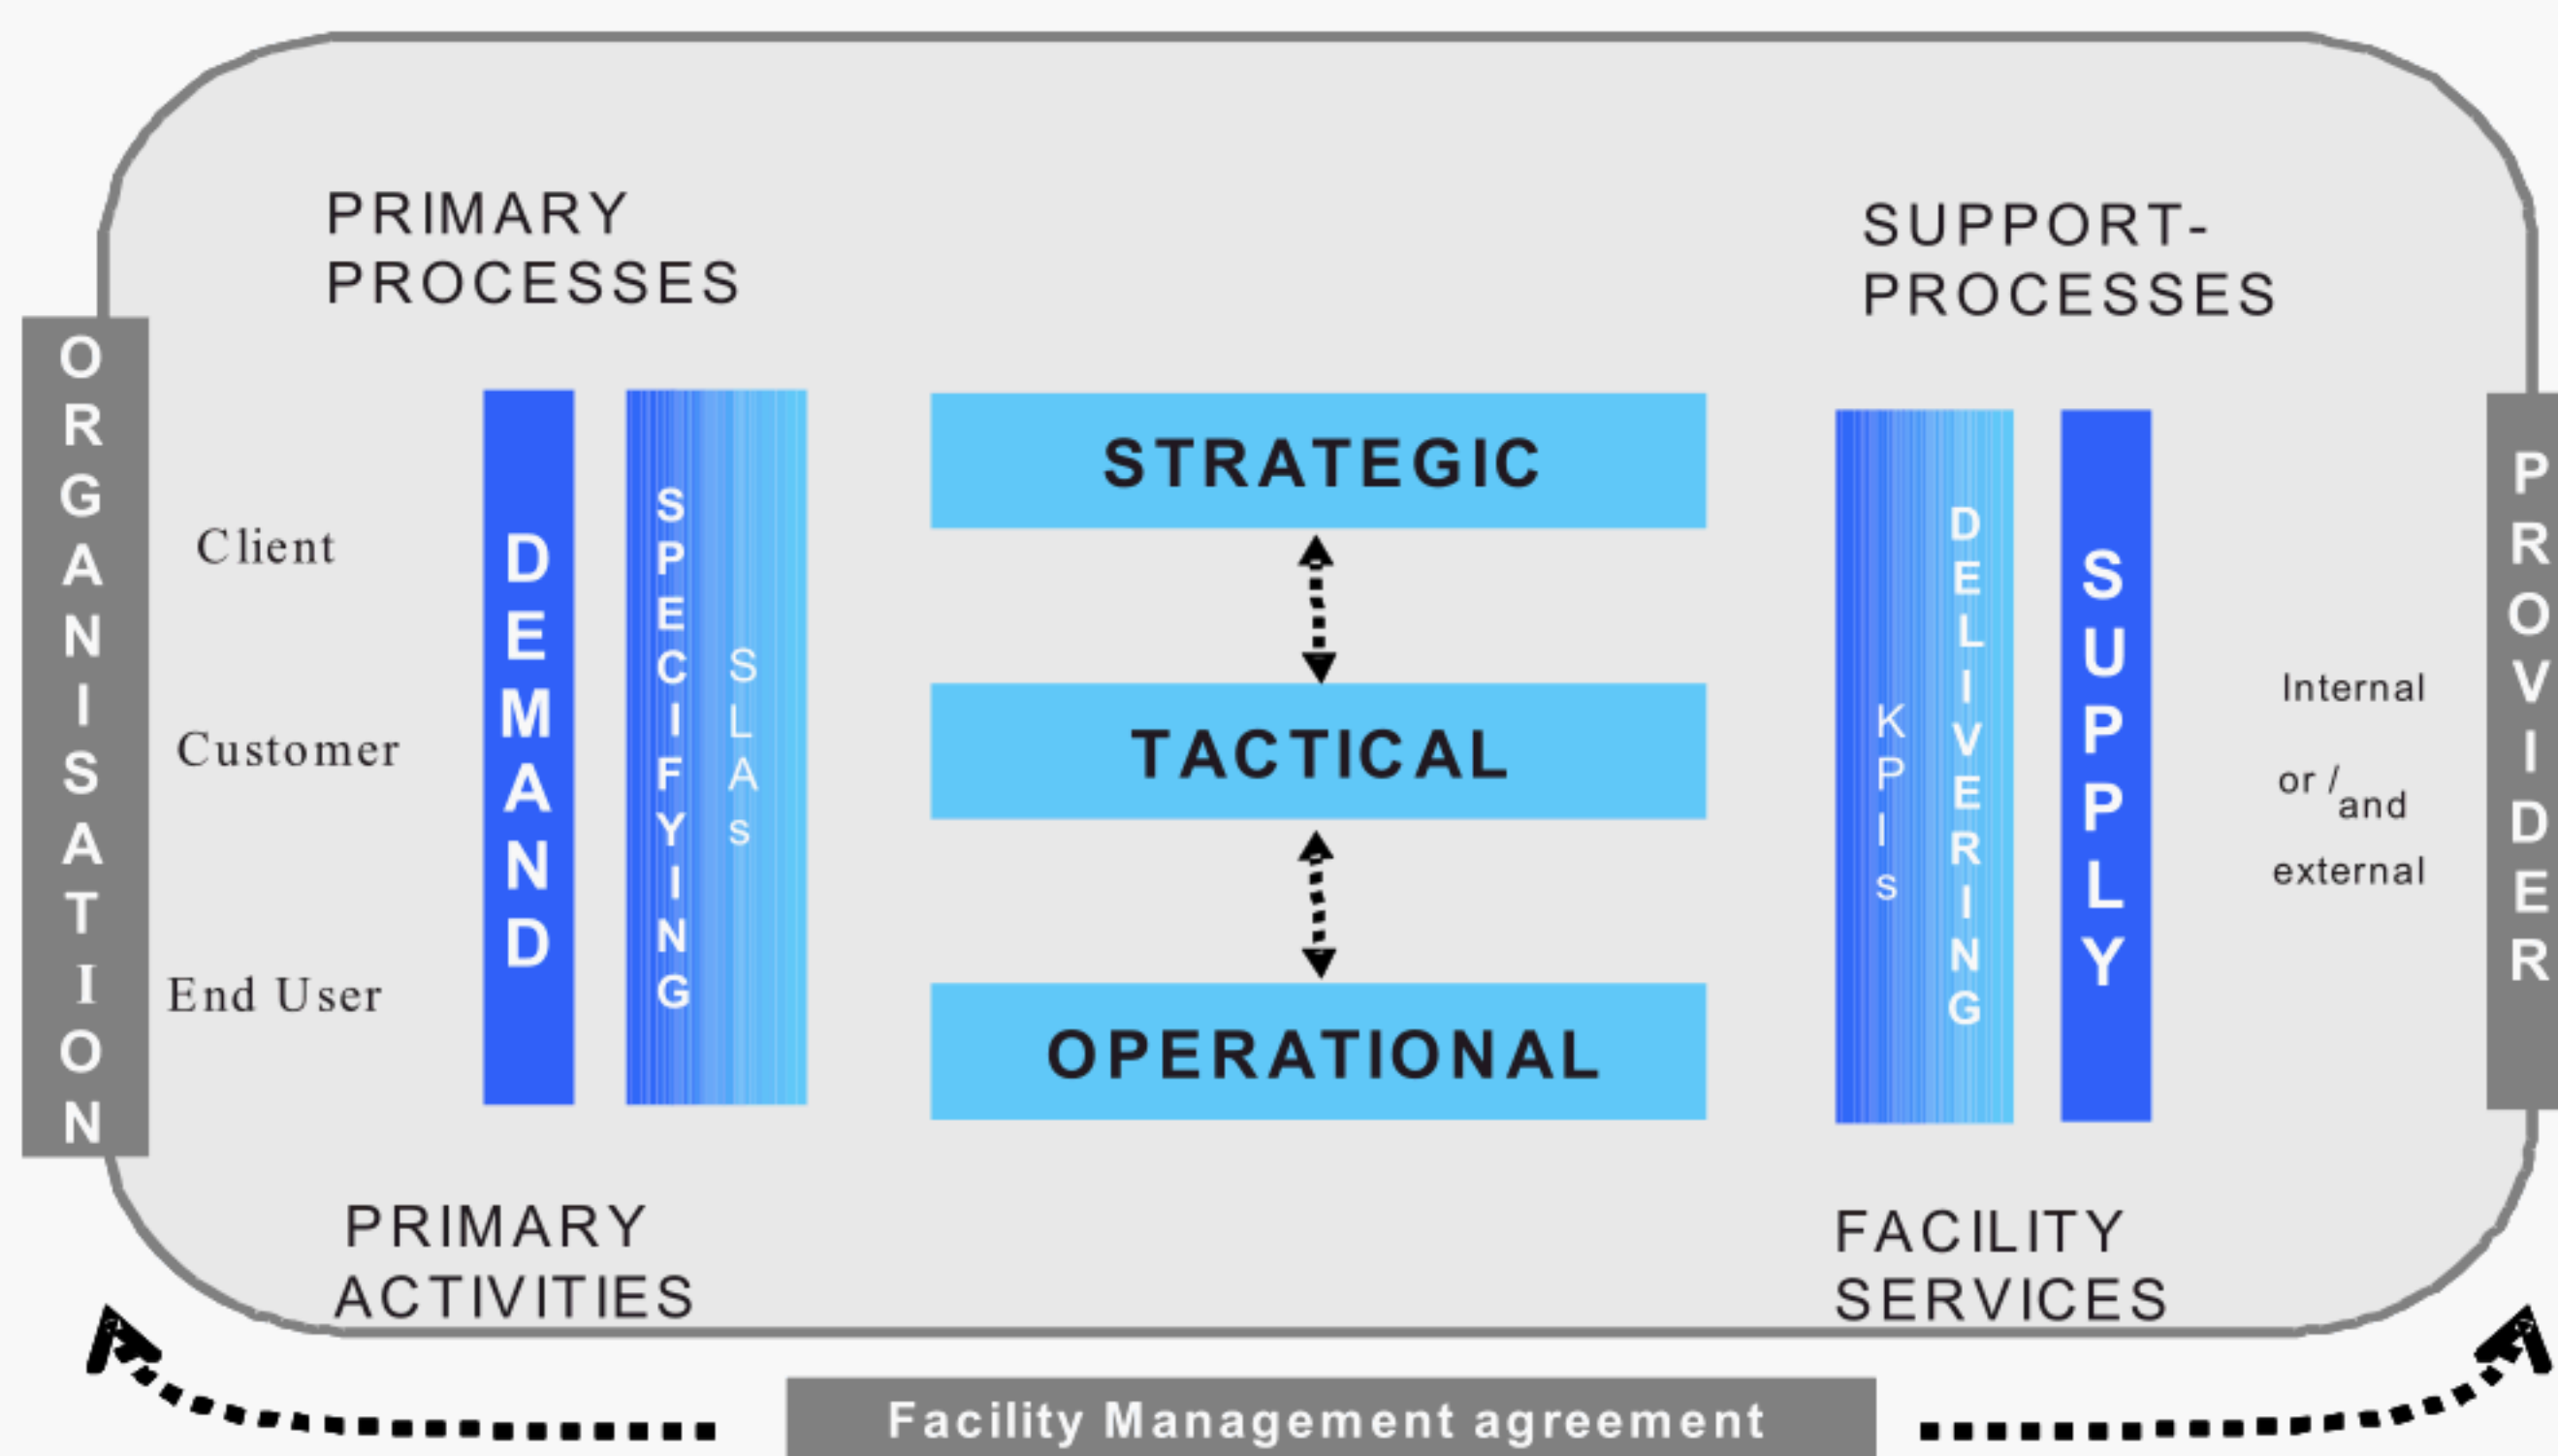 PRIMARY
PROCESSES
SUPPORT-
PROCESSES
ORGANISATION
Client
Customer
End User
DEMAND
SPECIFYING
SLAs
STRATEGIC
TACTICAL
OPERATIONAL
KPIs
DELIVERING
SUPPLY
Internal
or / and
external
PROVIDER
PRIMARY
ACTIVITIES
FACILITY
SERVICES
Facility Management agreement